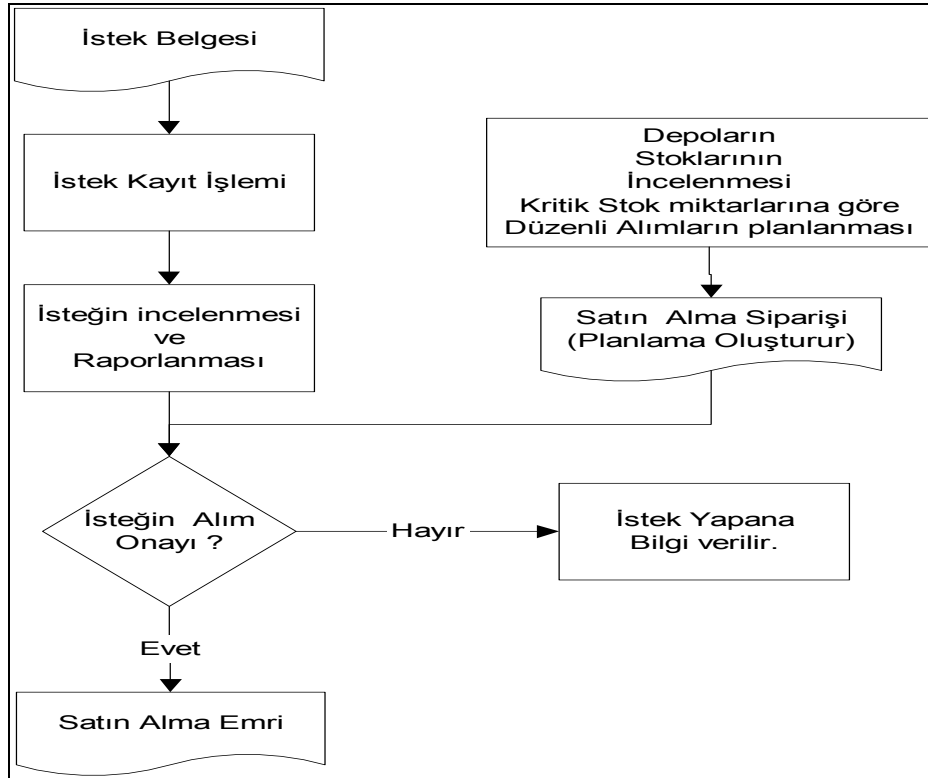 İstek Belgesi
İstek Kayıt İşlemi
Depoların
Stoklarının
İncelenmesi
Kritik Stok miktarlarına göre
Düzenli Alımların planlanması
İsteğin incelenmesi
ve
Raporlanması
Satın Alma Siparişi
(Planlama Oluşturur)
İsteğin Alım
Onayı ?
Hayır
İstek Yapana
Bilgi verilir.
Evet
Satın Alma Emri